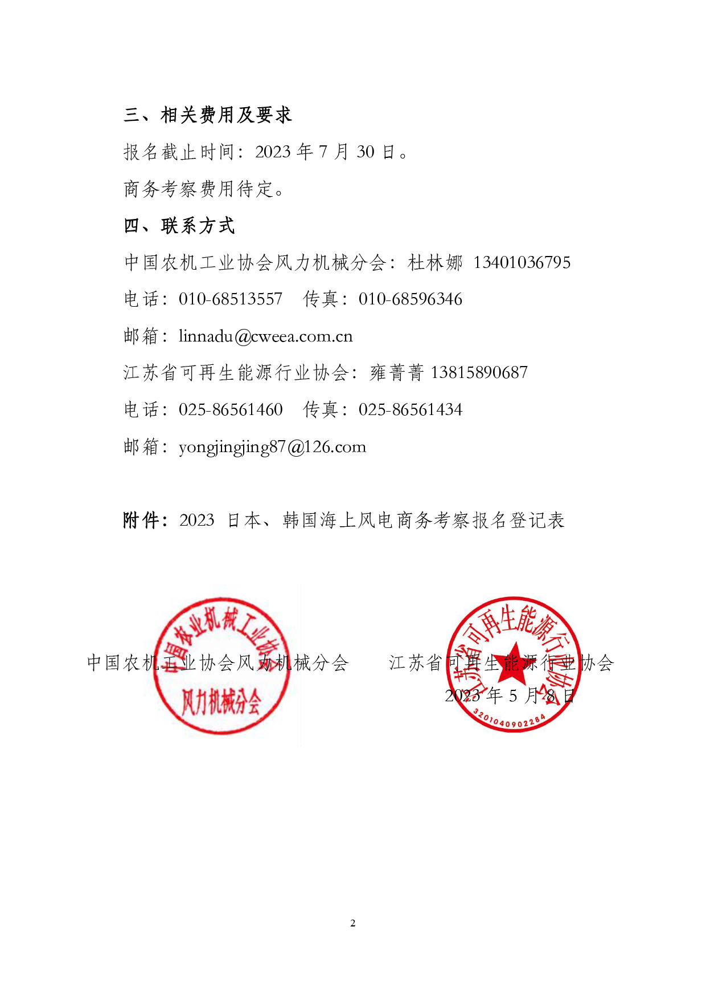 三、相关费用及要求
报名截止时间：2023 年 7 月 30 日。
商务考察费用待定。
四、联系方式
中国农机工业协会风力机械分会：杜林娜 13401036795
电话：010-68513557 传真：010-68596346
邮箱：linnadu@cweea.com.cn
江苏省可再生能源行业协会：雍菁菁 13815890687
电话：025-86561460 传真：025-86561434
邮箱：yongjingjing87@126.com
附件：2023 日本、韩国海上风电商务考察报名登记表
中国农业机械工业协会
风力机械分会
江苏省可再生能源行业协会
3201040902284
中国农机工业协会风力机械分会 江苏省可再生能源行业协会
2023 年 5 月 8 日
2